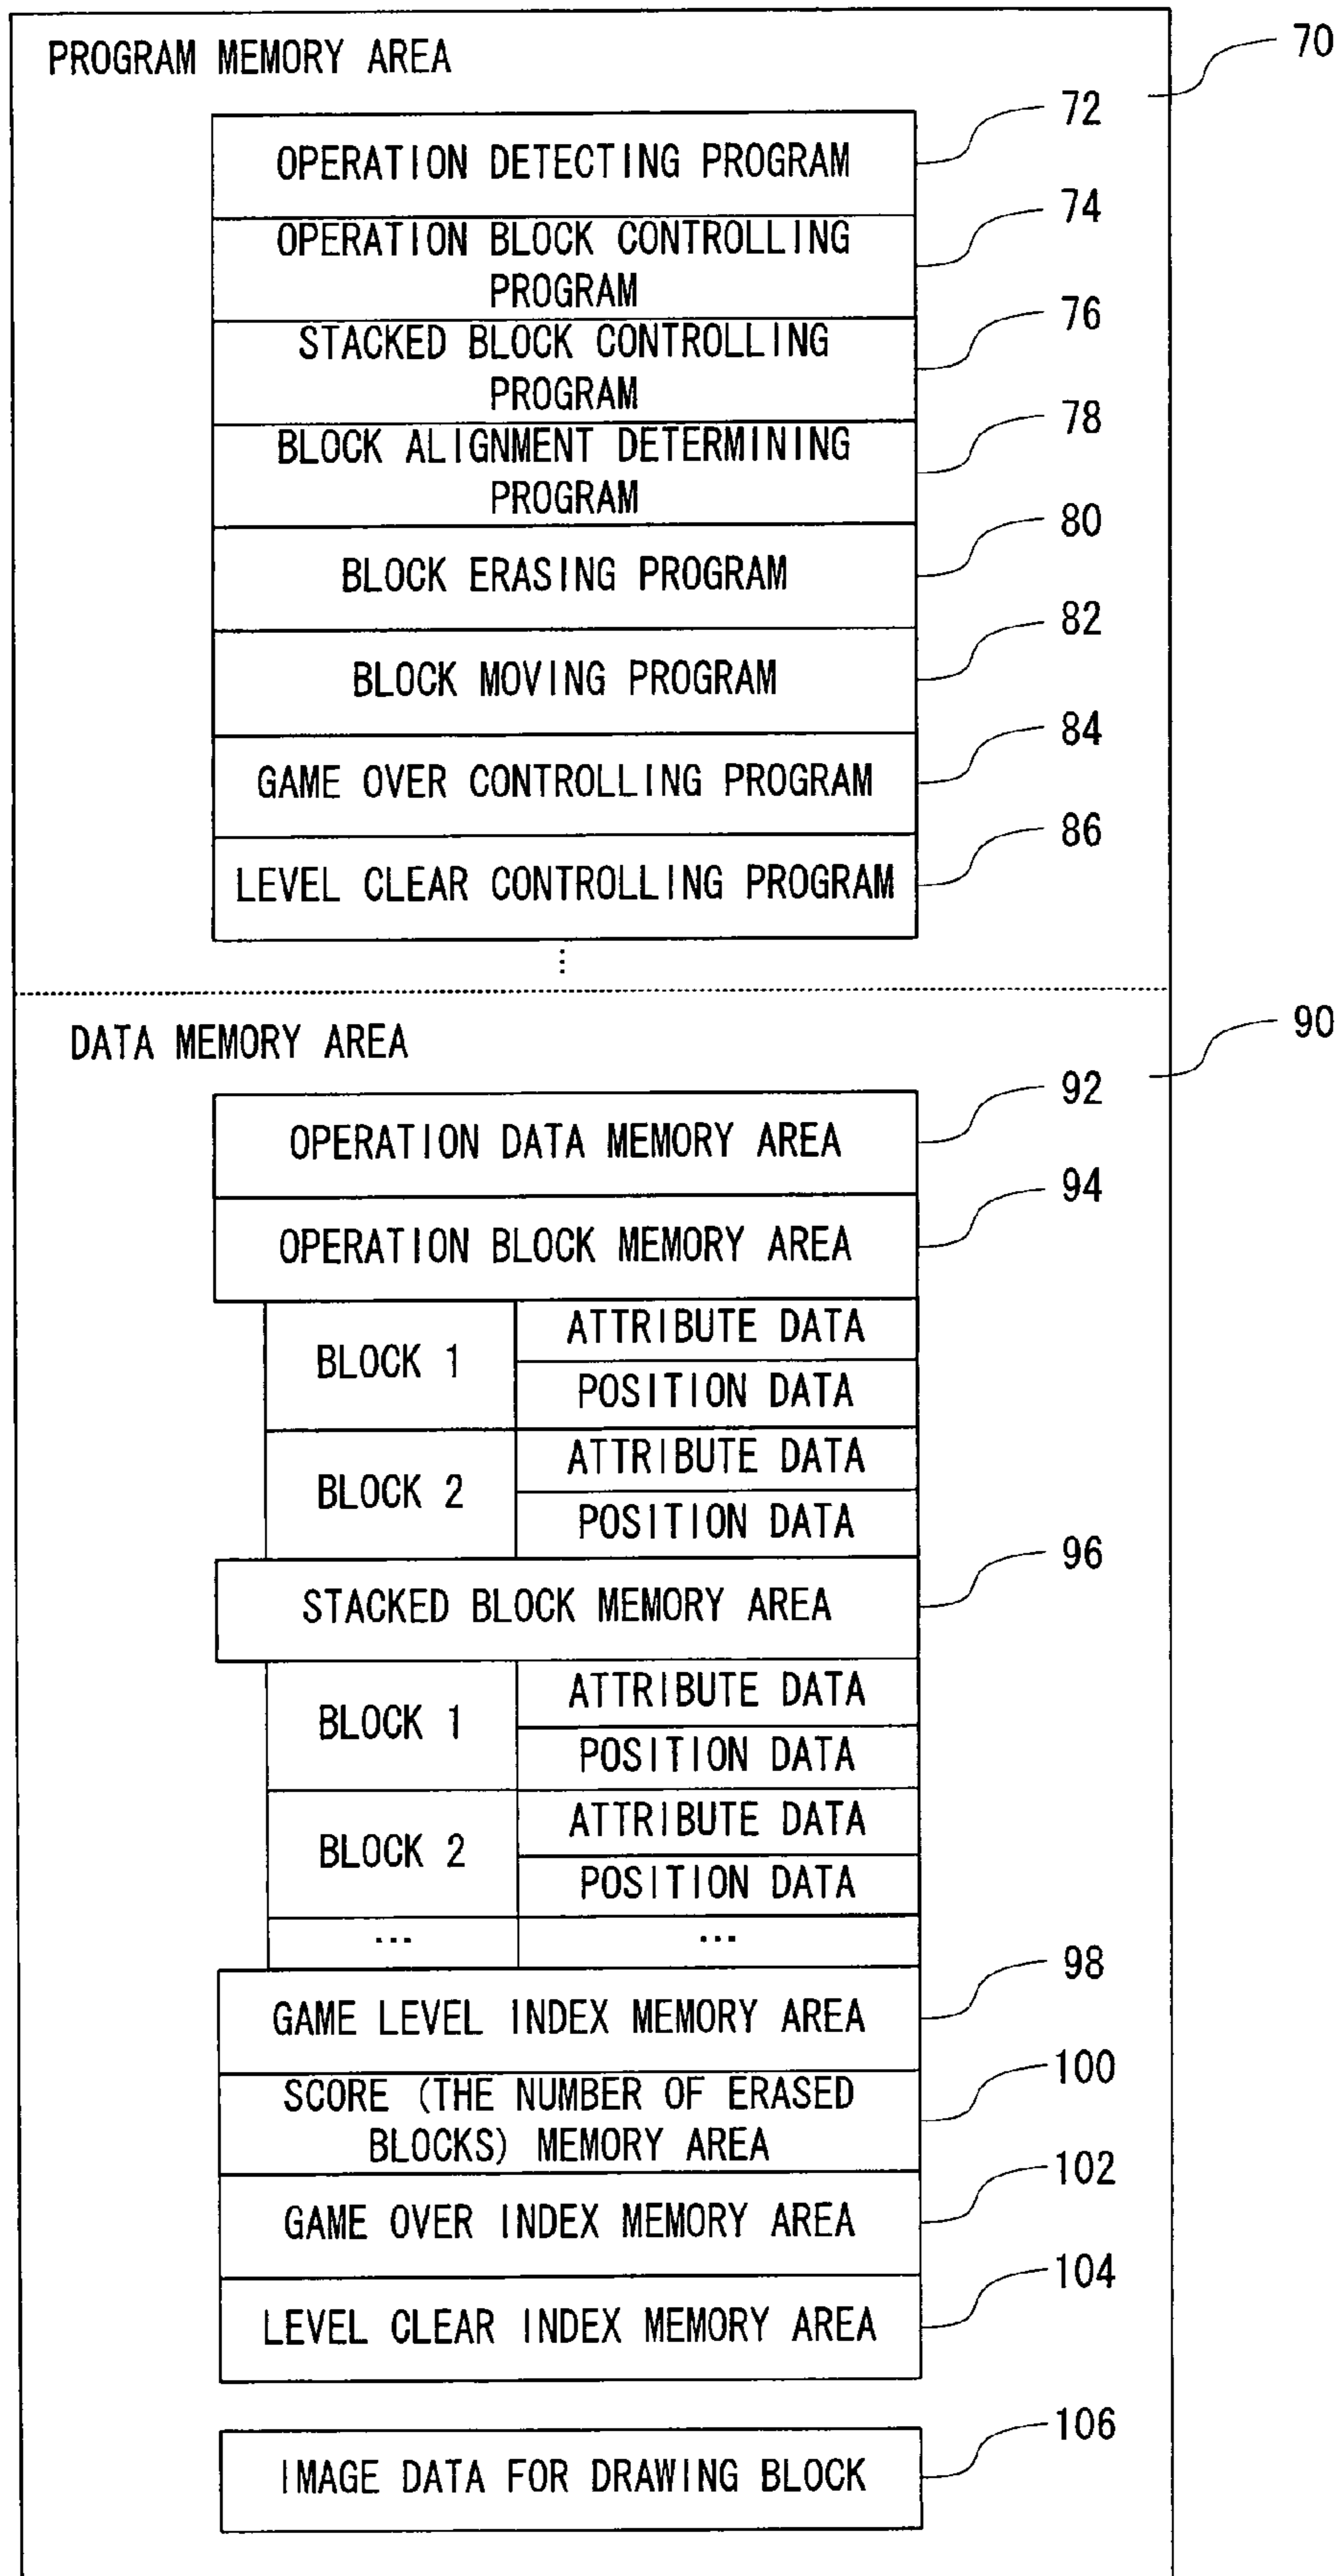 PROGRAM MEMORY AREA
70
72
OPERATION DETECTING PROGRAM
74
OPERATION BLOCK CONTROLLING
PROGRAM
76
STACKED BLOCK CONTROLLING
PROGRAM
78
BLOCK ALIGNMENT DETERMINING
PROGRAM
80
BLOCK ERASING PROGRAM
82
BLOCK MOVING PROGRAM
84
GAME OVER CONTROLLING PROGRAM
86
LEVEL CLEAR CONTROLLING PROGRAM
...
90
DATA MEMORY AREA
92
OPERATION DATA MEMORY AREA
94
OPERATION BLOCK MEMORY AREA
BLOCK 1
ATTRIBUTE DATA
POSITION DATA
BLOCK 2
ATTRIBUTE DATA
POSITION DATA
96
STACKED BLOCK MEMORY AREA
BLOCK 1
ATTRIBUTE DATA
POSITION DATA
BLOCK 2
ATTRIBUTE DATA
POSITION DATA
... ...
98
GAME LEVEL INDEX MEMORY AREA
100
SCORE (THE NUMBER OF ERASED
BLOCKS) MEMORY AREA
102
GAME OVER INDEX MEMORY AREA
104
LEVEL CLEAR INDEX MEMORY AREA
106
IMAGE DATA FOR DRAWING BLOCK